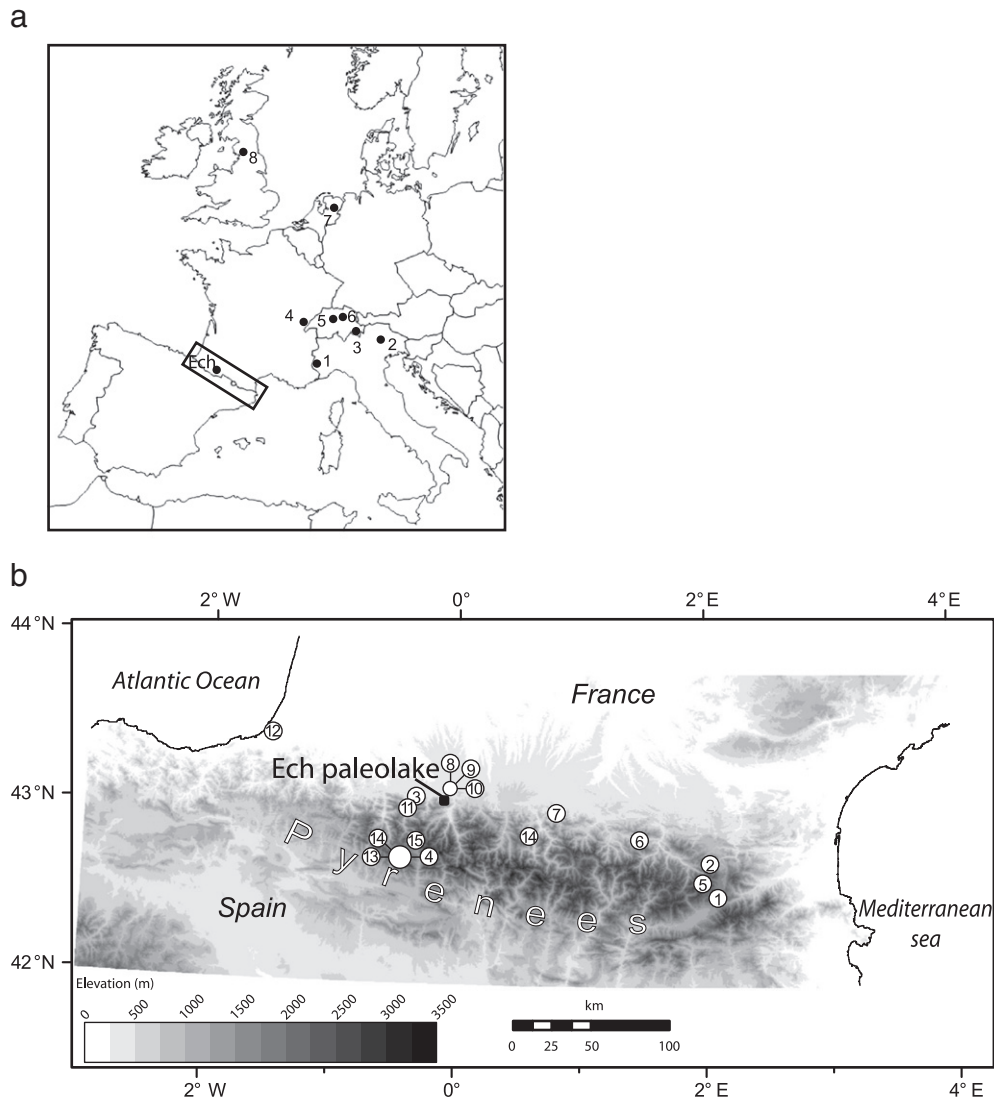 a
8
7
4
5
6
3
2
1
Ech
b
2° W
0°
2° E
4° E
44°N
43°N
42°N
Atlantic Ocean
France
12
Ech paleolake
8
9
10
3
11
7
14
6
14
15
13
4
2
5
1
Pyrenees
Spain
Mediterranean
sea
Elevation (m)
0
500
1000
1500
2000
2500
3000
3500
km
0
25
50
100
2° W
0°
2° E
4° E